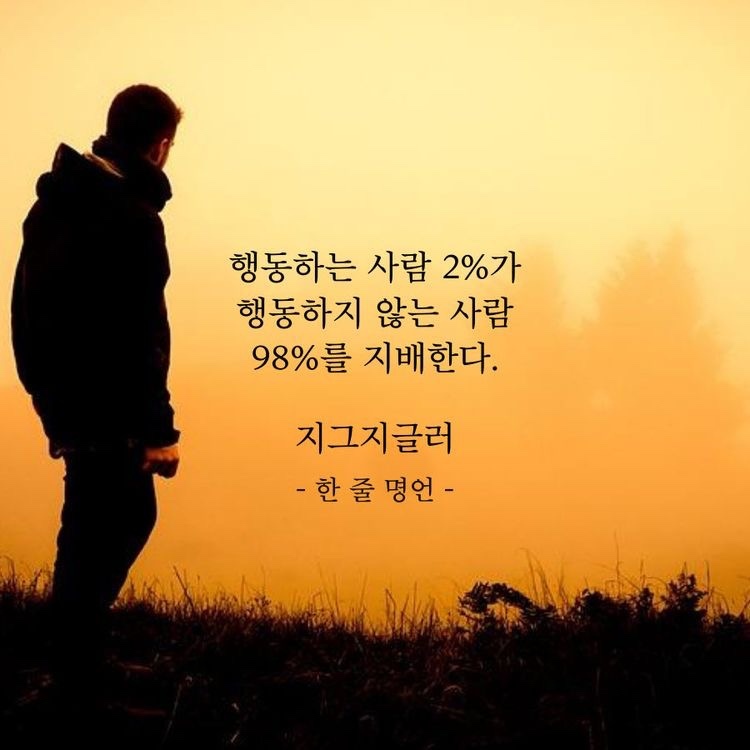 행동하는 사람 2%가
행동하지 않는 사람
98%를 지배한다.
지그지글러
- 한 줄 명언 -